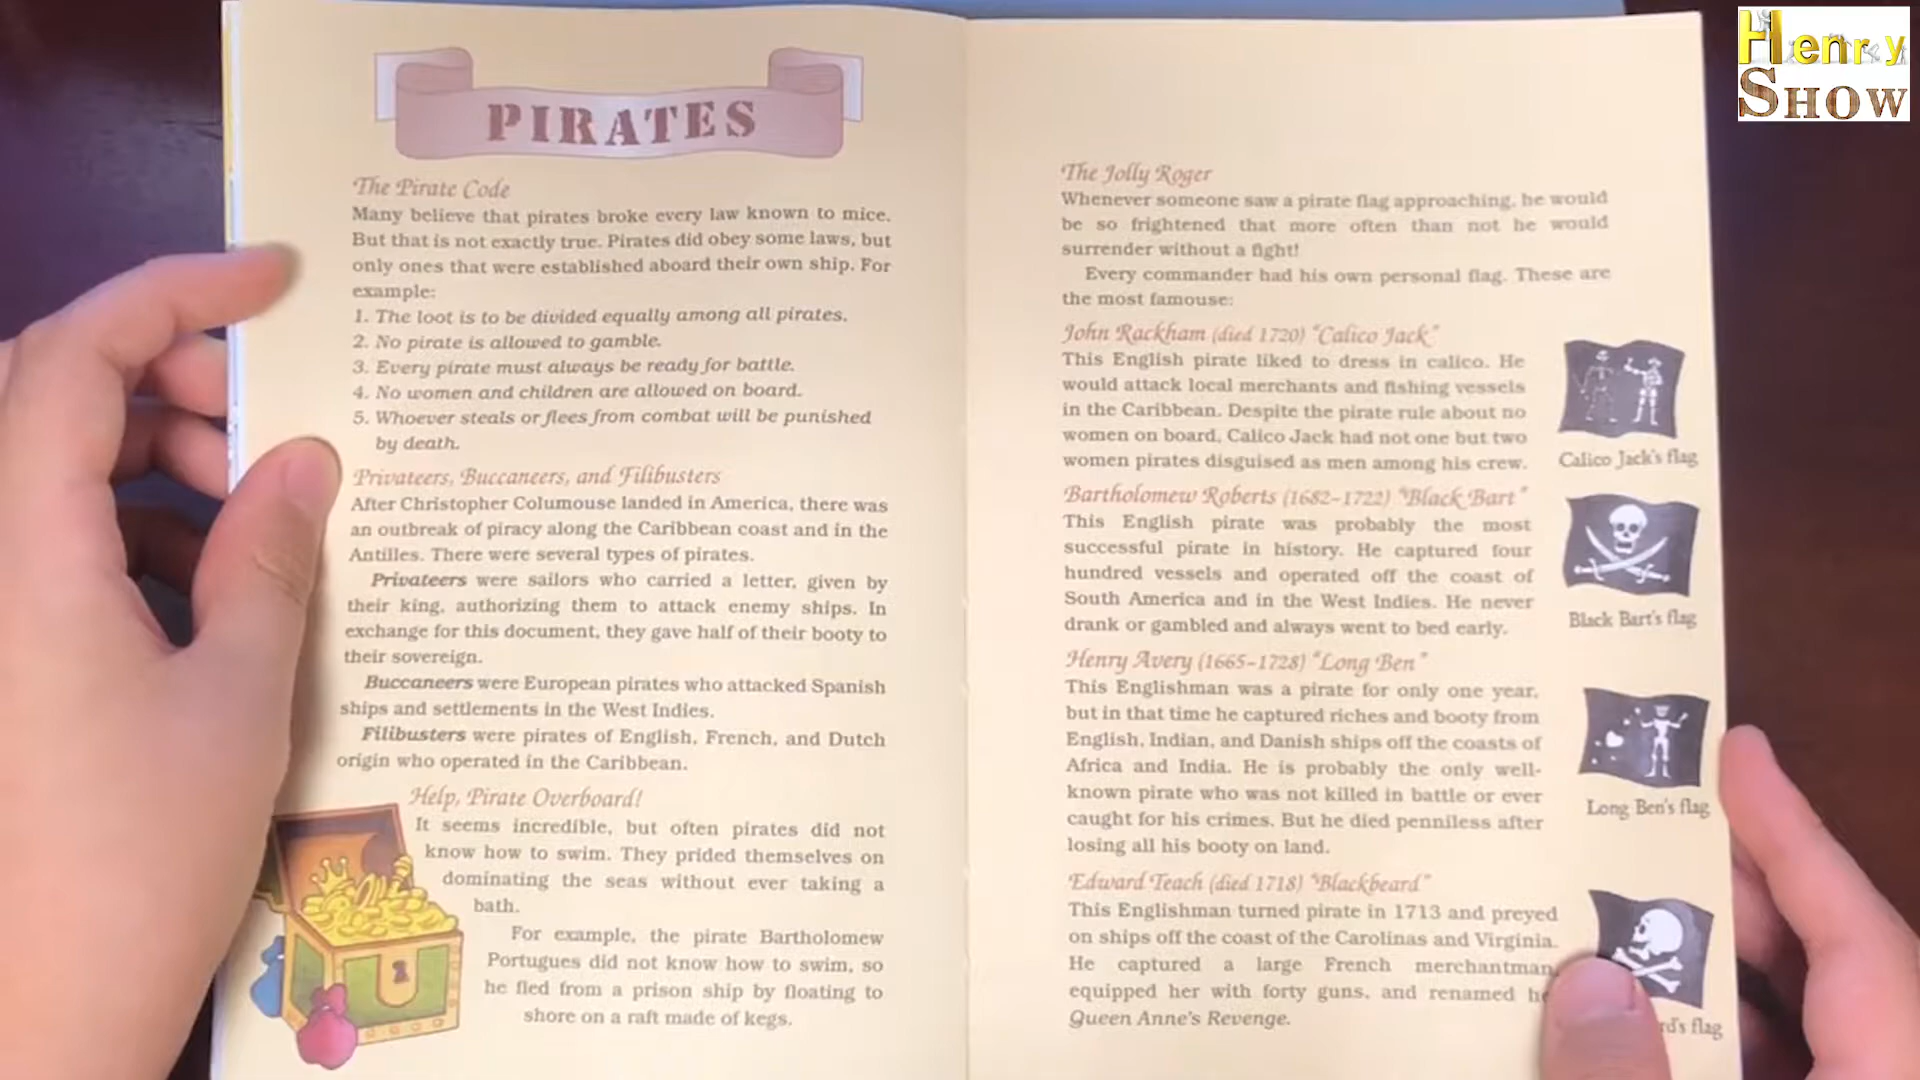 PIRATES
The Pirate Code
Many believe that pirates broke every law known to mice.
But that is not exactly true. Pirates did obey some laws, but
only ones that were established aboard their own ship. For
example:
1. The loot is to be divided equally among all pirates.
2. No pirate is allowed to gamble.
3. Every pirate must always be ready for battle.
4. No women and children are allowed on board.
5. Whoever steals or flees from combat will be punished
by death.
Privateers, Buccaneers, and Filibusters
After Christopher Columouse landed in America, there was
an outbreak of piracy along the Caribbean coast and in the
Antilles. There were several types of pirates.
Privateers were sailors who carried a letter, given by
their king, authorizing them to attack enemy ships. In
exchange for this document, they gave half of their booty to
their sovereign.
Buccaneers were European pirates who attacked Spanish
ships and settlements in the West Indies.
Filibusters were pirates of English, French, and Dutch
origin who operated in the Caribbean.
Help, Pirate Overboard!
It seems incredible, but often pirates did not
know how to swim. They prided themselves on
dominating the seas without ever taking a
bath.
For example, the pirate Bartholomew
Portugues did not know how to swim, so
he fled from a prison ship by floating to
shore on a raft made of kegs.
The Jolly Roger
Whenever someone saw a pirate flag approaching, he would
be so frightened that more often than not he would
surrender without a fight!
Every commander had his own personal flag. These are
the most famouse:
John Rackham (died 1720) "Calico Jack"
This English pirate liked to dress in calico. He
would attack local merchants and fishing vessels
in the Caribbean. Despite the pirate rule about no
women on board, Calico Jack had not one but two
women pirates disguised as men among his crew.
Calico Jack's flag
Bartholomew Roberts (1682–1722) "Black Bart"
This English pirate was probably the most
successful pirate in history. He captured four
hundred vessels and operated off the coast of
South America and in the West Indies. He never
drank or gambled and always went to bed early.
Black Bart's flag
Henry Avery (1665–1728) "Long Ben"
This Englishman was a pirate for only one year,
but in that time he captured riches and booty from
English, Indian, and Danish ships off the coasts of
Africa and India. He is probably the only well-
known pirate who was not killed in battle or ever
caught for his crimes. But he died penniless after
losing all his booty on land.
Long Ben's flag
Edward Teach (died 1718) "Blackbeard"
This Englishman turned pirate in 1713 and preyed
on ships off the coast of the Carolinas and Virginia.
He captured a large French merchantman,
equipped her with forty guns, and renamed
Queen Anne's Revenge.
flag
Henry
SHOW